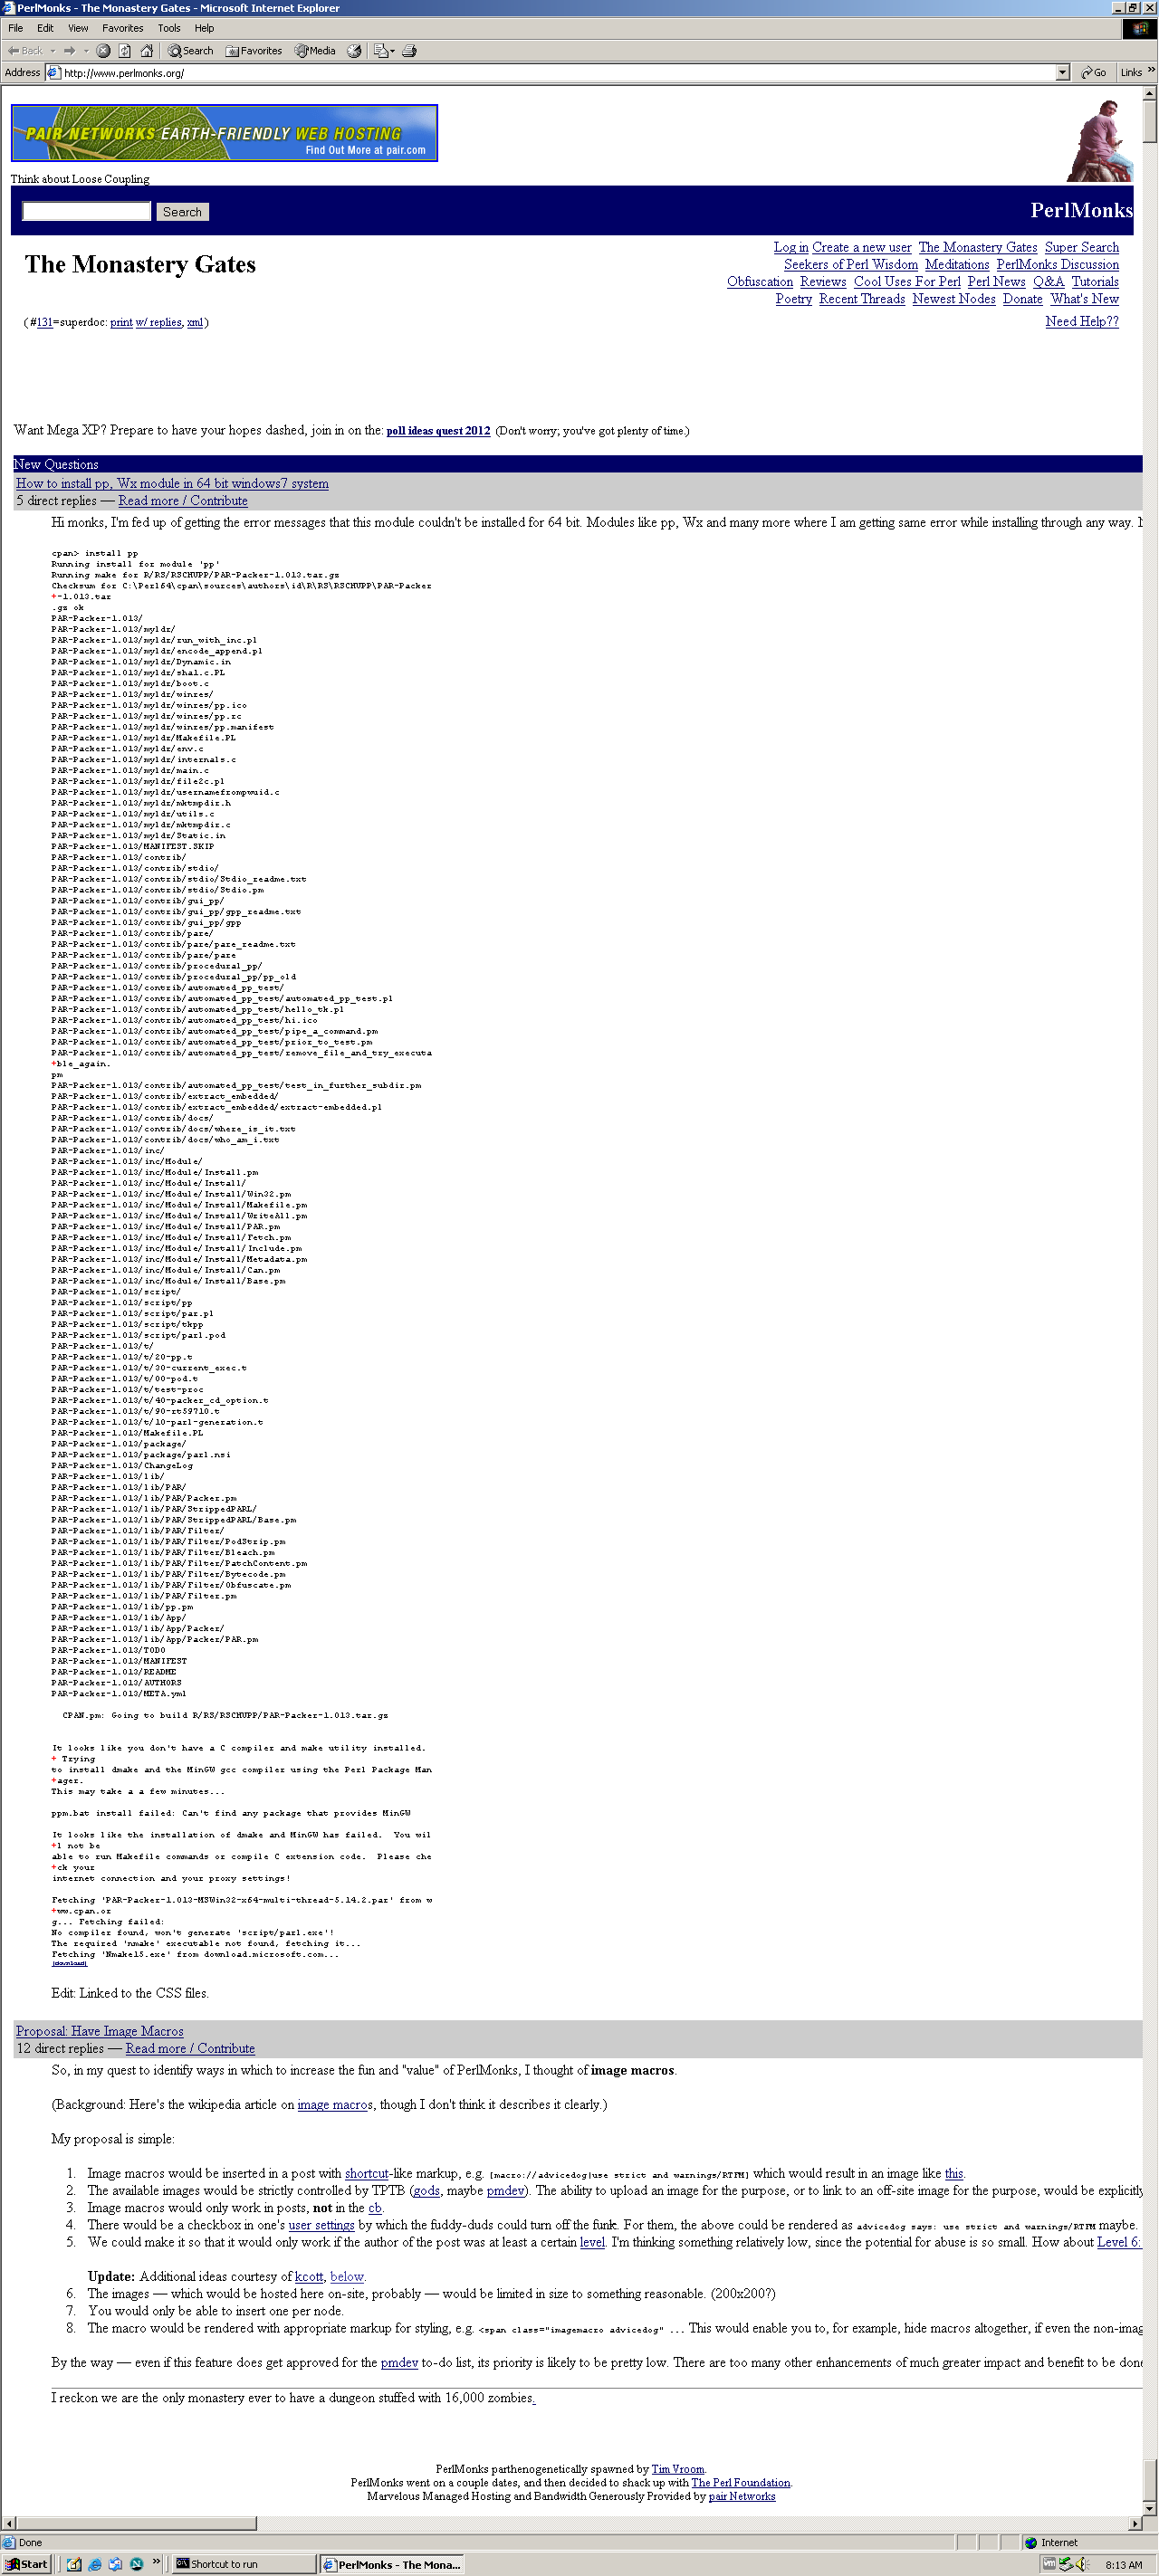 PerlMonks - The Monastery Gates - Microsoft Internet Explorer
File Edit View Favorites Tools Help
Back Search Favorites Media
Address http://www.perlmonks.org/ Go Links »
PAIR NETWORKS EARTH-FRIENDLY WEB HOSTING
Find Out More at pair.com
Think about Loose Coupling
Search PerlMonks
The Monastery Gates
Log in Create a new user The Monastery Gates Super Search
Seekers of Perl Wisdom Meditations PerlMonks Discussion
Obfuscation Reviews Cool Uses For Perl Perl News Q&A Tutorials
Poetry Recent Threads Newest Nodes Donate What's New
( #131=superdoc: print w/ replies, xml ) Need Help??
Want Mega XP? Prepare to have your hopes dashed, join in on the: poll ideas quest 2012 (Don't worry; you've got plenty of time.)
New Questions
How to install pp, Wx module in 64 bit windows7 system
5 direct replies — Read more / Contribute
Hi monks, I'm fed up of getting the error messages that this module couldn't be installed for 64 bit. Modules like pp, Wx and many more where I am getting same error while installing through any way.
cpan> install pp
Running install for module 'pp'
Running make for R/RS/RSCHUPP/PAR-Packer-1.013.tar.gz
Checksum for C:\Perl64\cpan\sources\authors\id\R\RS\RSCHUPP\PAR-Packer
+-1.013.tar
.gz ok
PAR-Packer-1.013/
PAR-Packer-1.013/myldr/
PAR-Packer-1.013/myldr/run_with_inc.pl
PAR-Packer-1.013/myldr/encode_append.pl
PAR-Packer-1.013/myldr/Dynamic.in
PAR-Packer-1.013/myldr/sha1.c.PL
PAR-Packer-1.013/myldr/boot.c
PAR-Packer-1.013/myldr/winres/
PAR-Packer-1.013/myldr/winres/pp.ico
PAR-Packer-1.013/myldr/winres/pp.rc
PAR-Packer-1.013/myldr/winres/pp.manifest
PAR-Packer-1.013/myldr/Makefile.PL
PAR-Packer-1.013/myldr/env.c
PAR-Packer-1.013/myldr/internals.c
PAR-Packer-1.013/myldr/main.c
PAR-Packer-1.013/myldr/file2c.pl
PAR-Packer-1.013/myldr/usernamefrompwuid.c
PAR-Packer-1.013/myldr/mktmpdir.h
PAR-Packer-1.013/myldr/utils.c
PAR-Packer-1.013/myldr/mktmpdir.c
PAR-Packer-1.013/myldr/Static.in
PAR-Packer-1.013/MANIFEST.SKIP
PAR-Packer-1.013/contrib/
PAR-Packer-1.013/contrib/stdio/
PAR-Packer-1.013/contrib/stdio/Stdio_readme.txt
PAR-Packer-1.013/contrib/stdio/Stdio.pm
PAR-Packer-1.013/contrib/gui_pp/
PAR-Packer-1.013/contrib/gui_pp/gpp_readme.txt
PAR-Packer-1.013/contrib/gui_pp/gpp
PAR-Packer-1.013/contrib/pare/
PAR-Packer-1.013/contrib/pare/pare_readme.txt
PAR-Packer-1.013/contrib/pare/pare
PAR-Packer-1.013/contrib/procedural_pp/
PAR-Packer-1.013/contrib/procedural_pp/pp_old
PAR-Packer-1.013/contrib/automated_pp_test/
PAR-Packer-1.013/contrib/automated_pp_test/automated_pp_test.pl
PAR-Packer-1.013/contrib/automated_pp_test/hello_tk.pl
PAR-Packer-1.013/contrib/automated_pp_test/hi.ico
PAR-Packer-1.013/contrib/automated_pp_test/pipe_a_command.pm
PAR-Packer-1.013/contrib/automated_pp_test/prior_to_test.pm
PAR-Packer-1.013/contrib/automated_pp_test/remove_file_and_try_executa
+ble_again.
pm
PAR-Packer-1.013/contrib/automated_pp_test/test_in_further_subdir.pm
PAR-Packer-1.013/contrib/extract_embedded/
PAR-Packer-1.013/contrib/extract_embedded/extract-embedded.pl
PAR-Packer-1.013/contrib/docs/
PAR-Packer-1.013/contrib/docs/where_is_it.txt
PAR-Packer-1.013/contrib/docs/who_am_i.txt
PAR-Packer-1.013/inc/
PAR-Packer-1.013/inc/Module/
PAR-Packer-1.013/inc/Module/Install.pm
PAR-Packer-1.013/inc/Module/Install/
PAR-Packer-1.013/inc/Module/Install/Win32.pm
PAR-Packer-1.013/inc/Module/Install/Makefile.pm
PAR-Packer-1.013/inc/Module/Install/WriteAll.pm
PAR-Packer-1.013/inc/Module/Install/PAR.pm
PAR-Packer-1.013/inc/Module/Install/Fetch.pm
PAR-Packer-1.013/inc/Module/Install/Include.pm
PAR-Packer-1.013/inc/Module/Install/Metadata.pm
PAR-Packer-1.013/inc/Module/Install/Can.pm
PAR-Packer-1.013/inc/Module/Install/Base.pm
PAR-Packer-1.013/script/
PAR-Packer-1.013/script/pp
PAR-Packer-1.013/script/par.pl
PAR-Packer-1.013/script/tkpp
PAR-Packer-1.013/script/parl.pod
PAR-Packer-1.013/t/
PAR-Packer-1.013/t/20-pp.t
PAR-Packer-1.013/t/30-current_exec.t
PAR-Packer-1.013/t/00-pod.t
PAR-Packer-1.013/t/test-proc
PAR-Packer-1.013/t/40-packer_cd_option.t
PAR-Packer-1.013/t/90-rt59710.t
PAR-Packer-1.013/t/10-parl-generation.t
PAR-Packer-1.013/Makefile.PL
PAR-Packer-1.013/package/
PAR-Packer-1.013/package/parl.nsi
PAR-Packer-1.013/ChangeLog
PAR-Packer-1.013/lib/
PAR-Packer-1.013/lib/PAR/
PAR-Packer-1.013/lib/PAR/Packer.pm
PAR-Packer-1.013/lib/PAR/StrippedPARL/
PAR-Packer-1.013/lib/PAR/StrippedPARL/Base.pm
PAR-Packer-1.013/lib/PAR/Filter/
PAR-Packer-1.013/lib/PAR/Filter/PodStrip.pm
PAR-Packer-1.013/lib/PAR/Filter/Bleach.pm
PAR-Packer-1.013/lib/PAR/Filter/PatchContent.pm
PAR-Packer-1.013/lib/PAR/Filter/Bytecode.pm
PAR-Packer-1.013/lib/PAR/Filter/Obfuscate.pm
PAR-Packer-1.013/lib/PAR/Filter.pm
PAR-Packer-1.013/lib/pp.pm
PAR-Packer-1.013/lib/App/
PAR-Packer-1.013/lib/App/Packer/
PAR-Packer-1.013/lib/App/Packer/PAR.pm
PAR-Packer-1.013/TODO
PAR-Packer-1.013/MANIFEST
PAR-Packer-1.013/README
PAR-Packer-1.013/AUTHORS
PAR-Packer-1.013/META.yml
CPAN.pm: Going to build R/RS/RSCHUPP/PAR-Packer-1.013.tar.gz
It looks like you don't have a C compiler and make utility installed.
+ Trying
to install dmake and the MinGW gcc compiler using the Perl Package Man
+ager.
This may take a a few minutes...
ppm.bat install failed: Can't find any package that provides MinGW
It looks like the installation of dmake and MinGW has failed. You wil
+l not be
able to run Makefile commands or compile C extension code. Please che
+ck your
internet connection and your proxy settings!
Fetching 'PAR-Packer-1.013-MSWin32-x64-multi-thread-5.14.2.par' from w
+ww.cpan.or
g... Fetching failed:
No compiler found, won't generate 'script/parl.exe'!
The required 'nmake' executable not found, fetching it...
Fetching 'Nmake15.exe' from download.microsoft.com...
[download]
Edit: Linked to the CSS files.
Proposal: Have Image Macros
12 direct replies — Read more / Contribute
So, in my quest to identify ways in which to increase the fun and "value" of PerlMonks, I thought of image macros.
(Background: Here's the wikipedia article on image macros, though I don't think it describes it clearly.)
My proposal is simple:
1. Image macros would be inserted in a post with shortcut-like markup, e.g. [macro://advicedog|use strict and warnings/RTFM] which would result in an image like this.
2. The available images would be strictly controlled by TPTB (gods, maybe pmdev). The ability to upload an image for the purpose, or to link to an off-site image for the purpose, would be explicitly
3. Image macros would only work in posts, not in the cb.
4. There would be a checkbox in one's user settings by which the fuddy-duds could turn off the funk. For them, the above could be rendered as advicedog says: use strict and warnings/RTFM maybe.
5. We could make it so that it would only work if the author of the post was at least a certain level. I'm thinking something relatively low, since the potential for abuse is so small. How about Level 6:
Update: Additional ideas courtesy of kcott, below.
6. The images — which would be hosted here on-site, probably — would be limited in size to something reasonable. (200x200?)
7. You would only be able to insert one per node.
8. The macro would be rendered with appropriate markup for styling, e.g. <span class="imagemacro advicedog" ... This would enable you to, for example, hide macros altogether, if even the non-imag
By the way — even if this feature does get approved for the pmdev to-do list, its priority is likely to be pretty low. There are too many other enhancements of much greater impact and benefit to be done
I reckon we are the only monastery ever to have a dungeon stuffed with 16,000 zombies.
PerlMonks parthenogenetically spawned by Tim Vroom.
PerlMonks went on a couple dates, and then decided to shack up with The Perl Foundation.
Marvelous Managed Hosting and Bandwidth Generously Provided by pair Networks
Done Internet
Start » Shortcut to run PerlMonks - The Mona... 8:13 AM